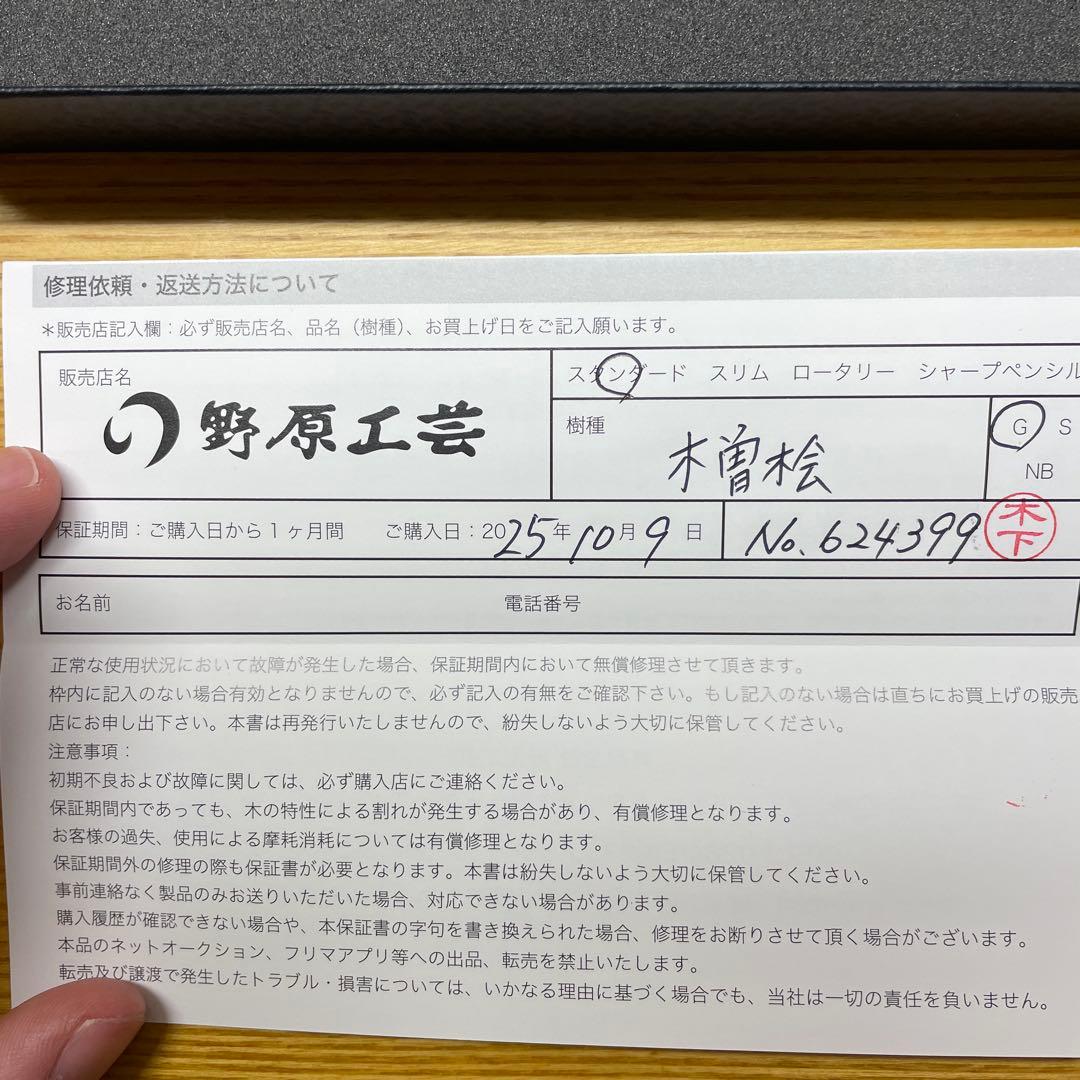 修理依頼・返送方法について
＊販売店記入欄：必ず販売店名、品名（樹種）、お買上げ日をご記入願います。
販売店名
野原工芸
スタンダード　スリム　ロータリー　シャープペンシル
樹種
木曽桧
G　S
NB
保証期間：ご購入日から１ヶ月間　ご購入日：2025年10月9日
No. 624399
木下
お名前　電話番号
正常な使用状況において故障が発生した場合、保証期間内において無償修理させて頂きます。
枠内に記入のない場合有効となりませんので、必ず記入の有無をご確認下さい。もし記入のない場合は直ちにお買上げの販売
店にお申し出下さい。本書は再発行いたしませんので、紛失しないよう大切に保管してください。
注意事項：
初期不良および故障に関しては、必ず購入店にご連絡ください。
保証期間内であっても、木の特性による割れが発生する場合があり、有償修理となります。
お客様の過失、使用による摩耗消耗については有償修理となります。
保証期間外の修理の際も保証書が必要となります。本書は紛失しないよう大切に保管してください。
事前連絡なく製品のみお送りいただいた場合、対応できない場合があります。
購入履歴が確認できない場合や、本保証書の字句を書き換えられた場合、修理をお断りさせて頂く場合がございます。
本品のネットオークション、フリマアプリ等への出品、転売を禁止いたします。
転売及び譲渡で発生したトラブル・損害については、いかなる理由に基づく場合でも、当社は一切の責任を負いません。